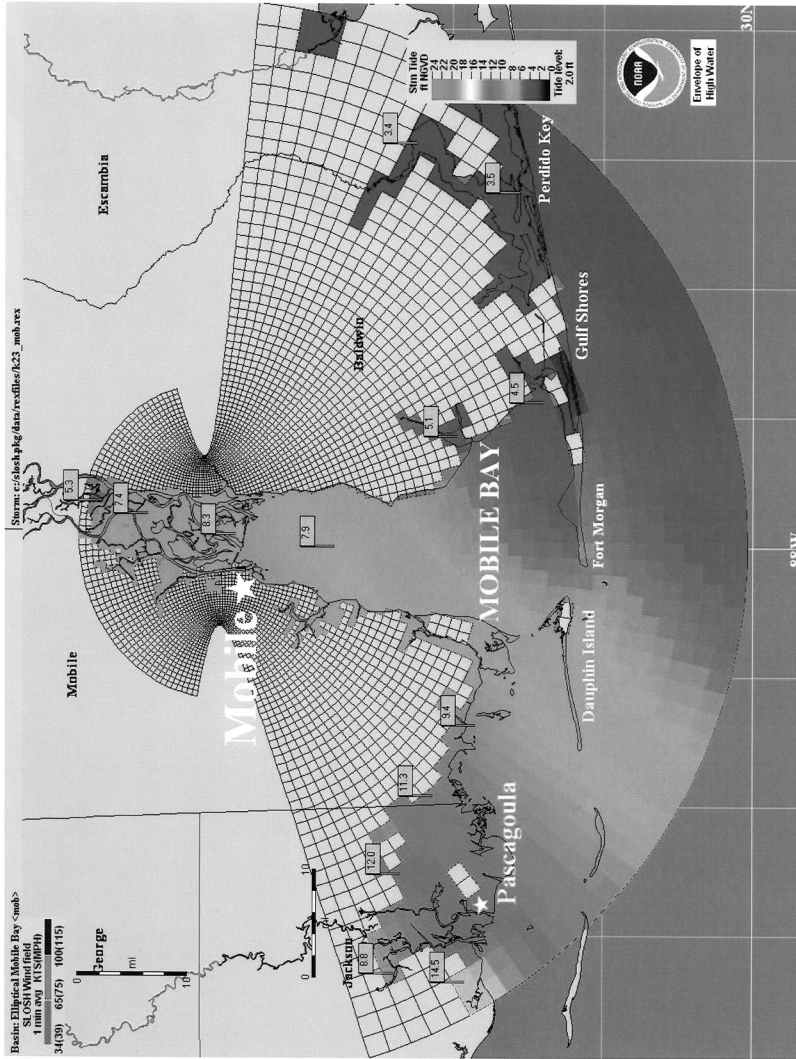 Storm: c:/slosh.pkg/data/rexfiles/k23_mob.rex
Basin: Elliptical Mobile Bay <mob>
SLOSH Wind field
1 min avg KTS(MPH)
34(39) 65(75) 100(115)
0
mi
10
George
0
10
Jackson
Mobile
Escambia
Baldwin
Stm Tide
ft NGVD
24
22
20
18
16
14
12
10
8
6
4
2
0
Tide level:
2.0 ft
5.3
7.4
8.3
7.9
Mobile
5.1
4.5
3.4
3.5
9.4
11.3
12.0
8.8
14.5
MOBILE BAY
Pascagoula
Dauphin Island
Fort Morgan
Gulf Shores
Perdido Key
NOAA
Envelope of
High Water
30N
88W